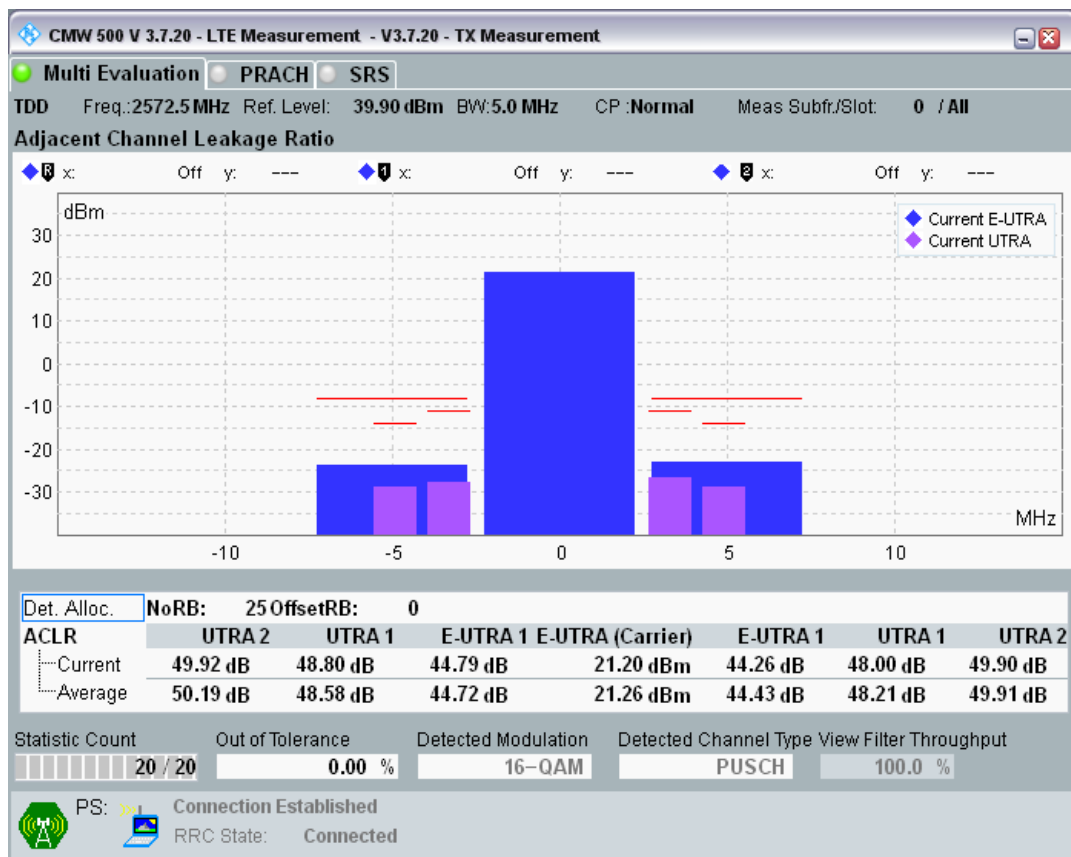 CMW 500 V 3.7.20 - LTE Measurement - V3.7.20 - TX Measurement
Multi Evaluation PRACH SRS
TDD Freq.:2572.5 MHz Ref. Level: 39.90 dBm BW:5.0 MHz CP :Normal Meas Subfr./Slot: 0 / All
Adjacent Channel Leakage Ratio
R x: Off y: --- 1 x: Off y: --- 2 x: Off y: ---
dBm
Current E-UTRA
Current UTRA
30
20
10
0
-10
-20
-30
MHz
-10 -5 0 5 10
Det. Alloc. NoRB: 25 OffsetRB: 0
ACLR UTRA 2 UTRA 1 E-UTRA 1 E-UTRA (Carrier) E-UTRA 1 UTRA 1 UTRA 2
Current 49.92 dB 48.80 dB 44.79 dB 21.20 dBm 44.26 dB 48.00 dB 49.90 dB
Average 50.19 dB 48.58 dB 44.72 dB 21.26 dBm 44.43 dB 48.21 dB 49.91 dB
Statistic Count Out of Tolerance Detected Modulation Detected Channel Type View Filter Throughput
20 / 20 0.00 % 16-QAM PUSCH 100.0 %
PS: Connection Established
RRC State: Connected